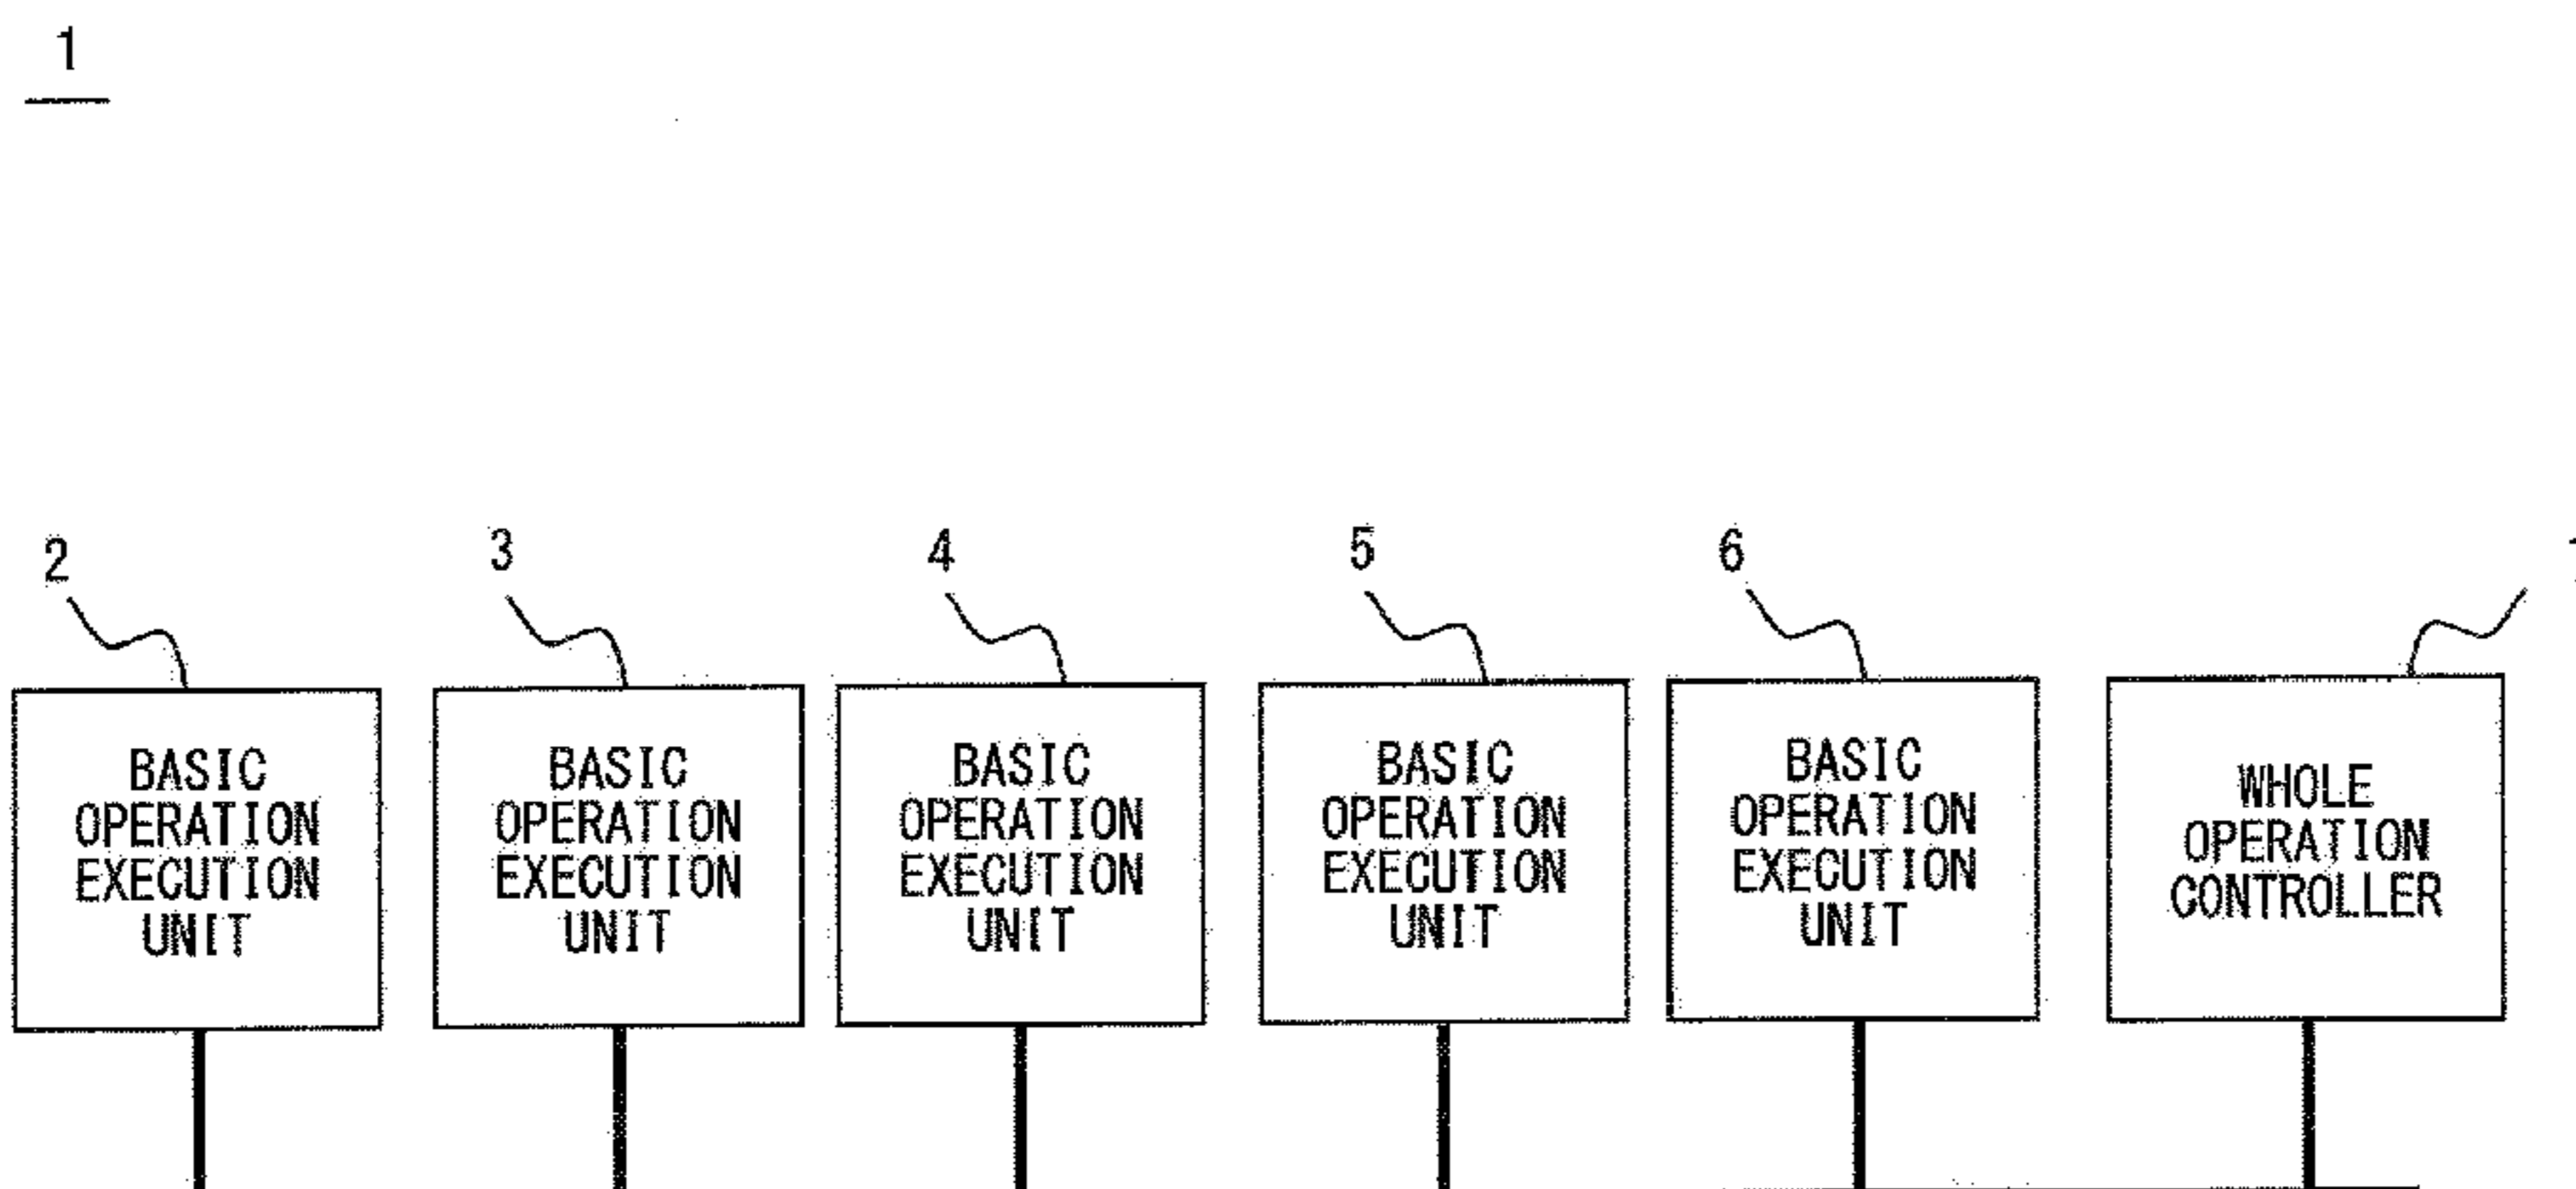 1
2
3
4
5
6
BASIC
OPERATION
EXECUTION
UNIT
BASIC
OPERATION
EXECUTION
UNIT
BASIC
OPERATION
EXECUTION
UNIT
BASIC
OPERATION
EXECUTION
UNIT
BASIC
OPERATION
EXECUTION
UNIT
WHOLE
OPERATION
CONTROLLER